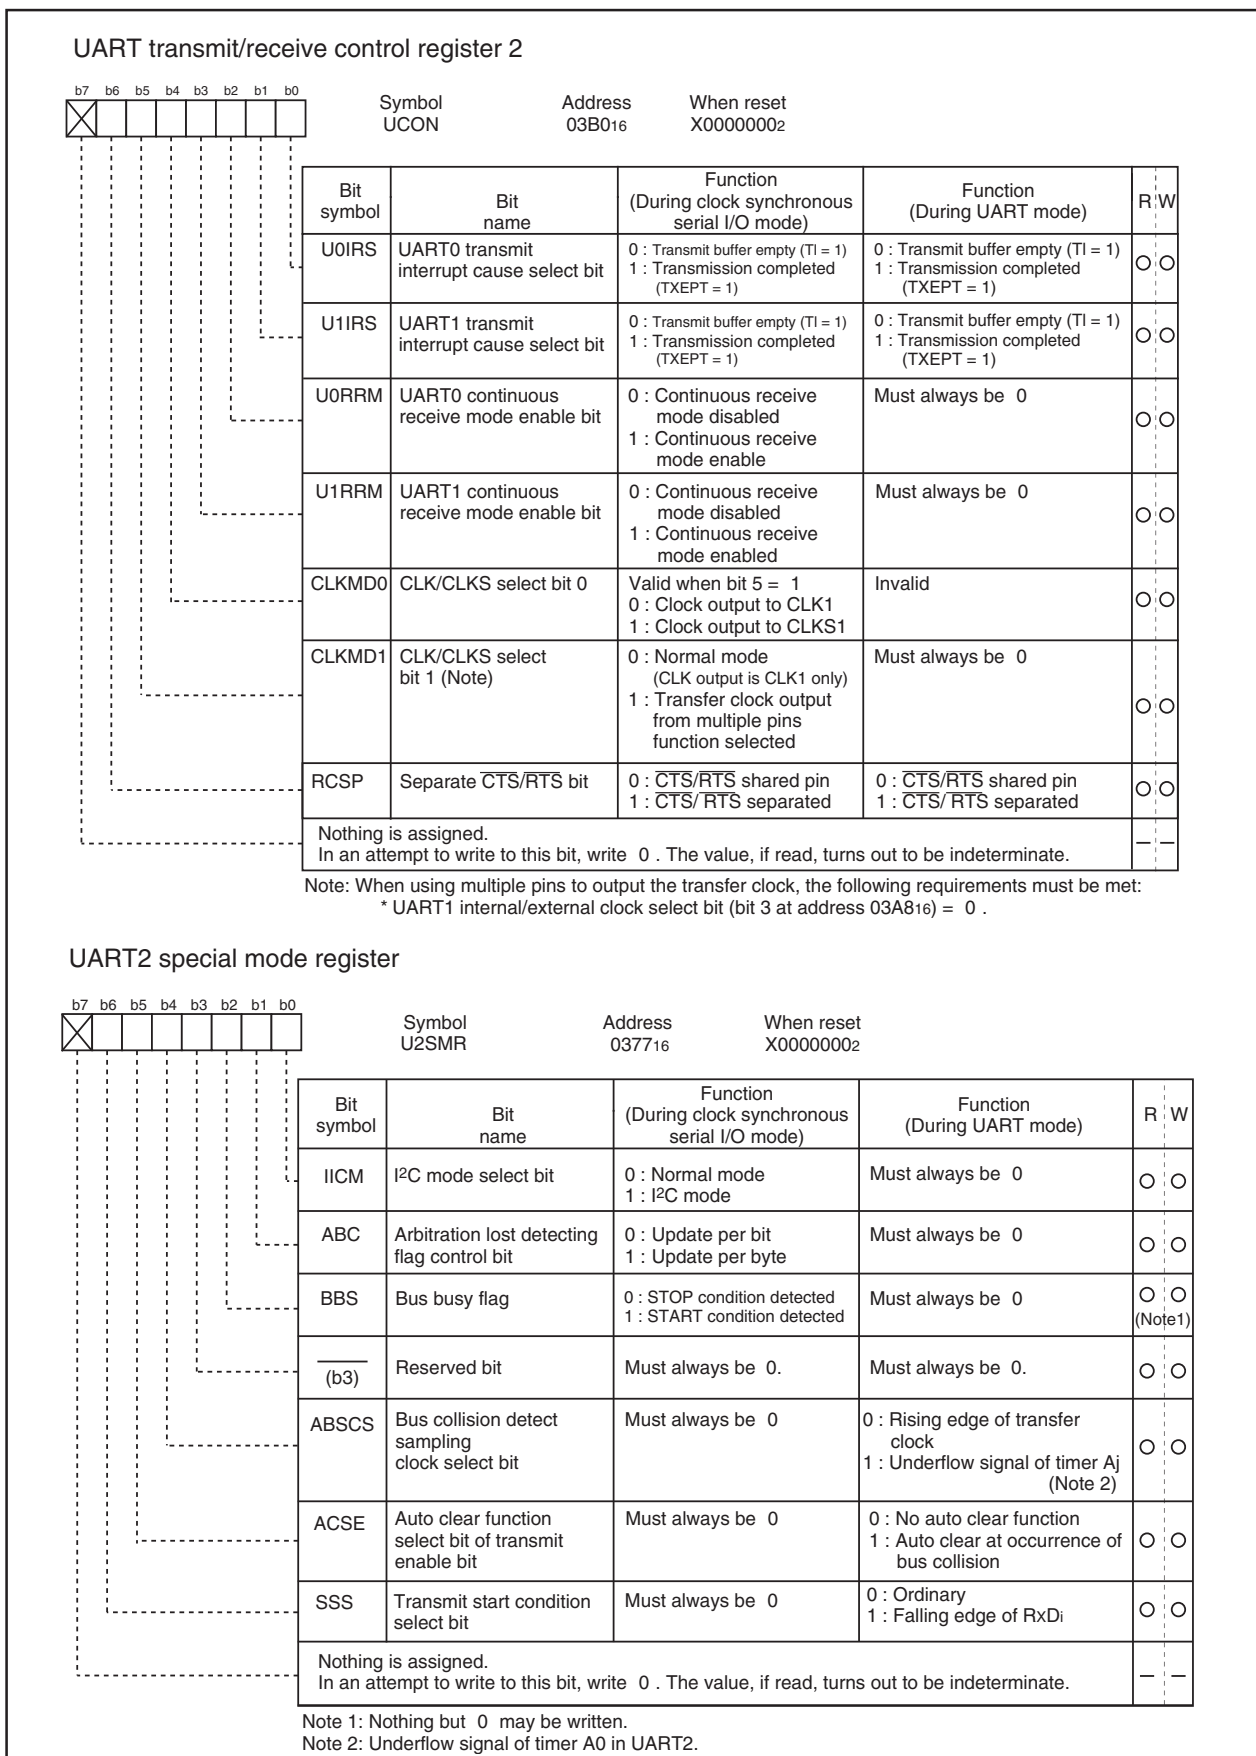 UART transmit/receive control register 2
b7 b6 b5 b4 b3 b2 b1 b0
Symbol Address When reset
UCON 03B016 X00000002
Bit symbol Bit name Function (During clock synchronous serial I/O mode) Function (During UART mode) R W
U0IRS UART0 transmit interrupt cause select bit 0 : Transmit buffer empty (TI = 1) 1 : Transmission completed (TXEPT = 1) 0 : Transmit buffer empty (TI = 1) 1 : Transmission completed (TXEPT = 1)
U1IRS UART1 transmit interrupt cause select bit 0 : Transmit buffer empty (TI = 1) 1 : Transmission completed (TXEPT = 1) 0 : Transmit buffer empty (TI = 1) 1 : Transmission completed (TXEPT = 1)
U0RRM UART0 continuous receive mode enable bit 0 : Continuous receive mode disabled 1 : Continuous receive mode enable Must always be 0
U1RRM UART1 continuous receive mode enable bit 0 : Continuous receive mode disabled 1 : Continuous receive mode enabled Must always be 0
CLKMD0 CLK/CLKS select bit 0 Valid when bit 5 = 1 0 : Clock output to CLK1 1 : Clock output to CLKS1 Invalid
CLKMD1 CLK/CLKS select bit 1 (Note) 0 : Normal mode (CLK output is CLK1 only) 1 : Transfer clock output from multiple pins function selected Must always be 0
RCSP Separate CTS/RTS bit 0 : CTS/RTS shared pin 1 : CTS/ RTS separated 0 : CTS/RTS shared pin 1 : CTS/ RTS separated
Nothing is assigned.
In an attempt to write to this bit, write 0 . The value, if read, turns out to be indeterminate. – –
Note: When using multiple pins to output the transfer clock, the following requirements must be met:
* UART1 internal/external clock select bit (bit 3 at address 03A816) = 0 .
UART2 special mode register
b7 b6 b5 b4 b3 b2 b1 b0
Symbol Address When reset
U2SMR 037716 X00000002
Bit symbol Bit name Function (During clock synchronous serial I/O mode) Function (During UART mode) R W
IICM I2C mode select bit 0 : Normal mode 1 : I2C mode Must always be 0
ABC Arbitration lost detecting flag control bit 0 : Update per bit 1 : Update per byte Must always be 0
BBS Bus busy flag 0 : STOP condition detected 1 : START condition detected Must always be 0 (Note1)
(b3) Reserved bit Must always be 0. Must always be 0.
ABSCS Bus collision detect sampling clock select bit Must always be 0 0 : Rising edge of transfer clock 1 : Underflow signal of timer Aj (Note 2)
ACSE Auto clear function select bit of transmit enable bit Must always be 0 0 : No auto clear function 1 : Auto clear at occurrence of bus collision
SSS Transmit start condition select bit Must always be 0 0 : Ordinary 1 : Falling edge of RxDi
Nothing is assigned.
In an attempt to write to this bit, write 0 . The value, if read, turns out to be indeterminate. – –
Note 1: Nothing but 0 may be written.
Note 2: Underflow signal of timer A0 in UART2.